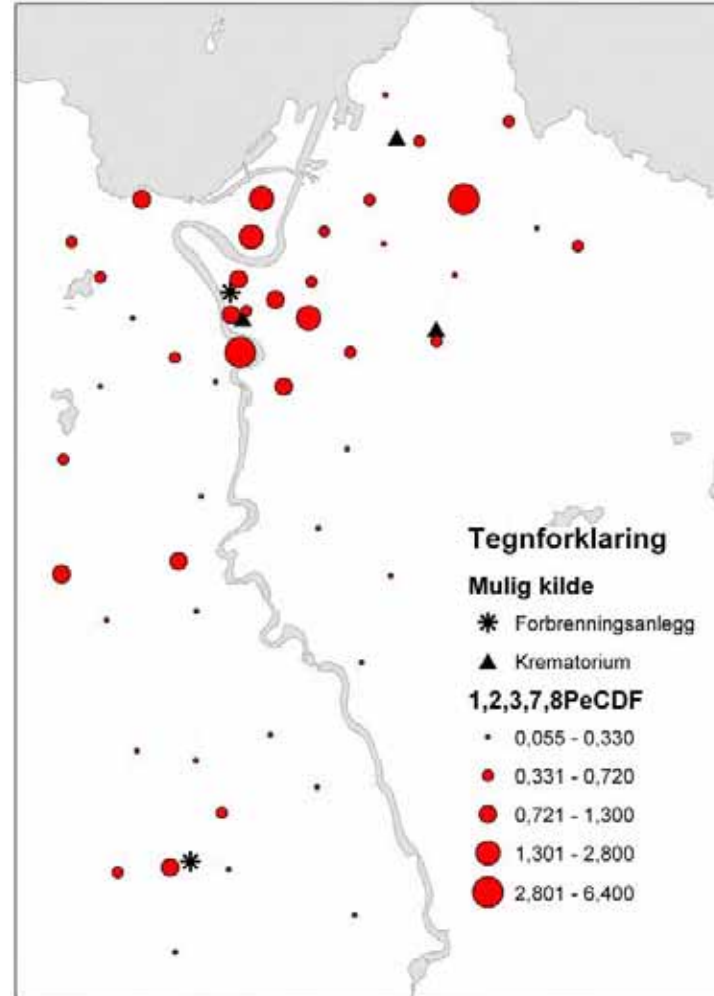 Tegnforklaring
Mulig kilde
Forbrenningsanlegg
Krematorium
1,2,3,7,8PeCDF
0,055 - 0,330
0,331 - 0,720
0,721 - 1,300
1,301 - 2,800
2,801 - 6,400